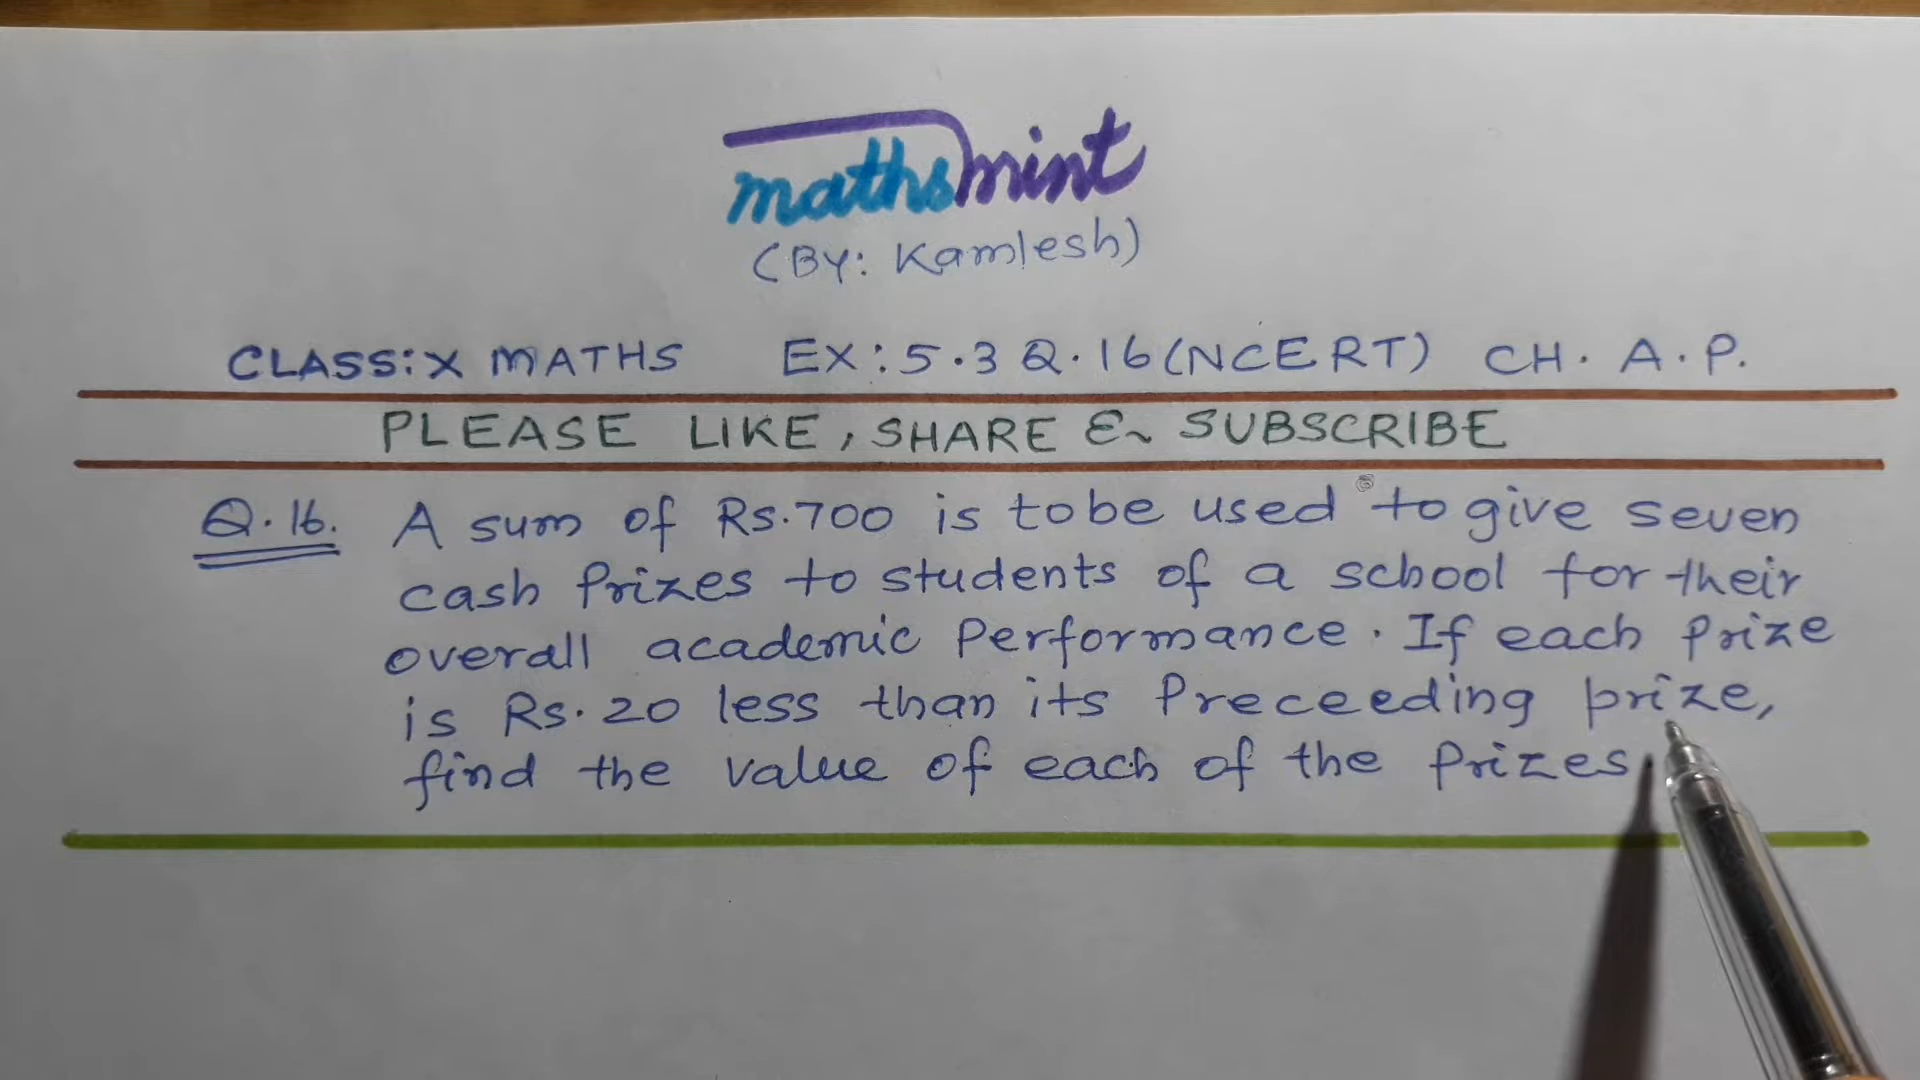 mathsmint
(BY: Kamlesh)
CLASS: X MATHS EX: 5.3 Q.16 (NCERT) CH. A.P.
PLEASE LIKE, SHARE & SUBSCRIBE
Q.16. A sum of Rs.700 is to be used to give seven
cash prizes to students of a school for their
overall academic performance. If each prize
is Rs.20 less than its preceeding prize,
find the value of each of the prizes.